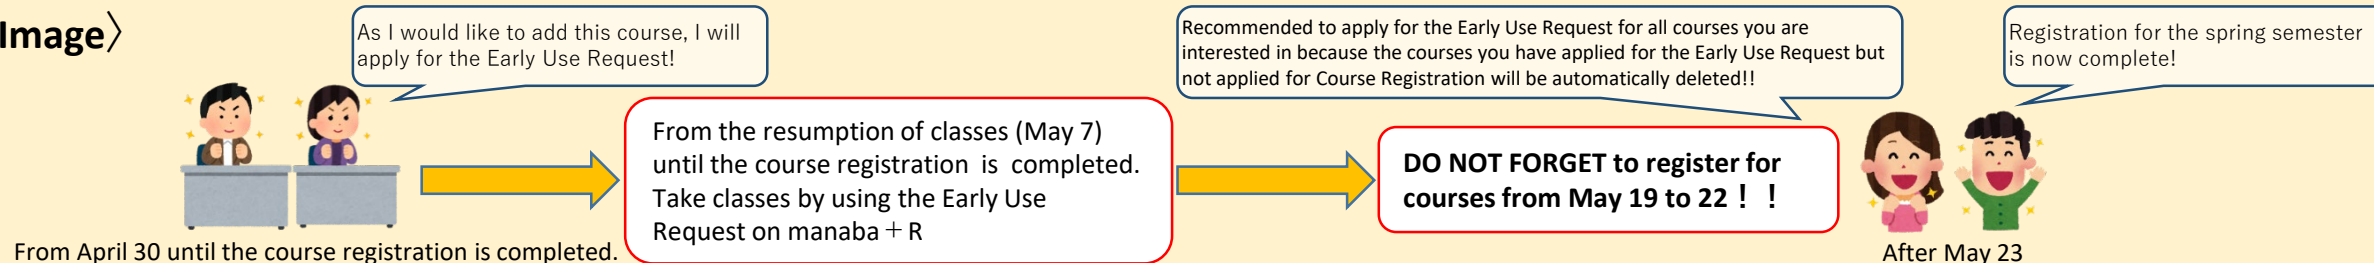 Image〉
As I would like to add this course, I will
apply for the Early Use Request!
From April 30 until the course registration is completed.
From the resumption of classes (May 7)
until the course registration is completed.
Take classes by using the Early Use
Request on manaba＋R
Recommended to apply for the Early Use Request for all courses you are
interested in because the courses you have applied for the Early Use Request but
not applied for Course Registration will be automatically deleted!!
DO NOT FORGET to register for
courses from May 19 to 22！！
Registration for the spring semester
is now complete!
After May 23